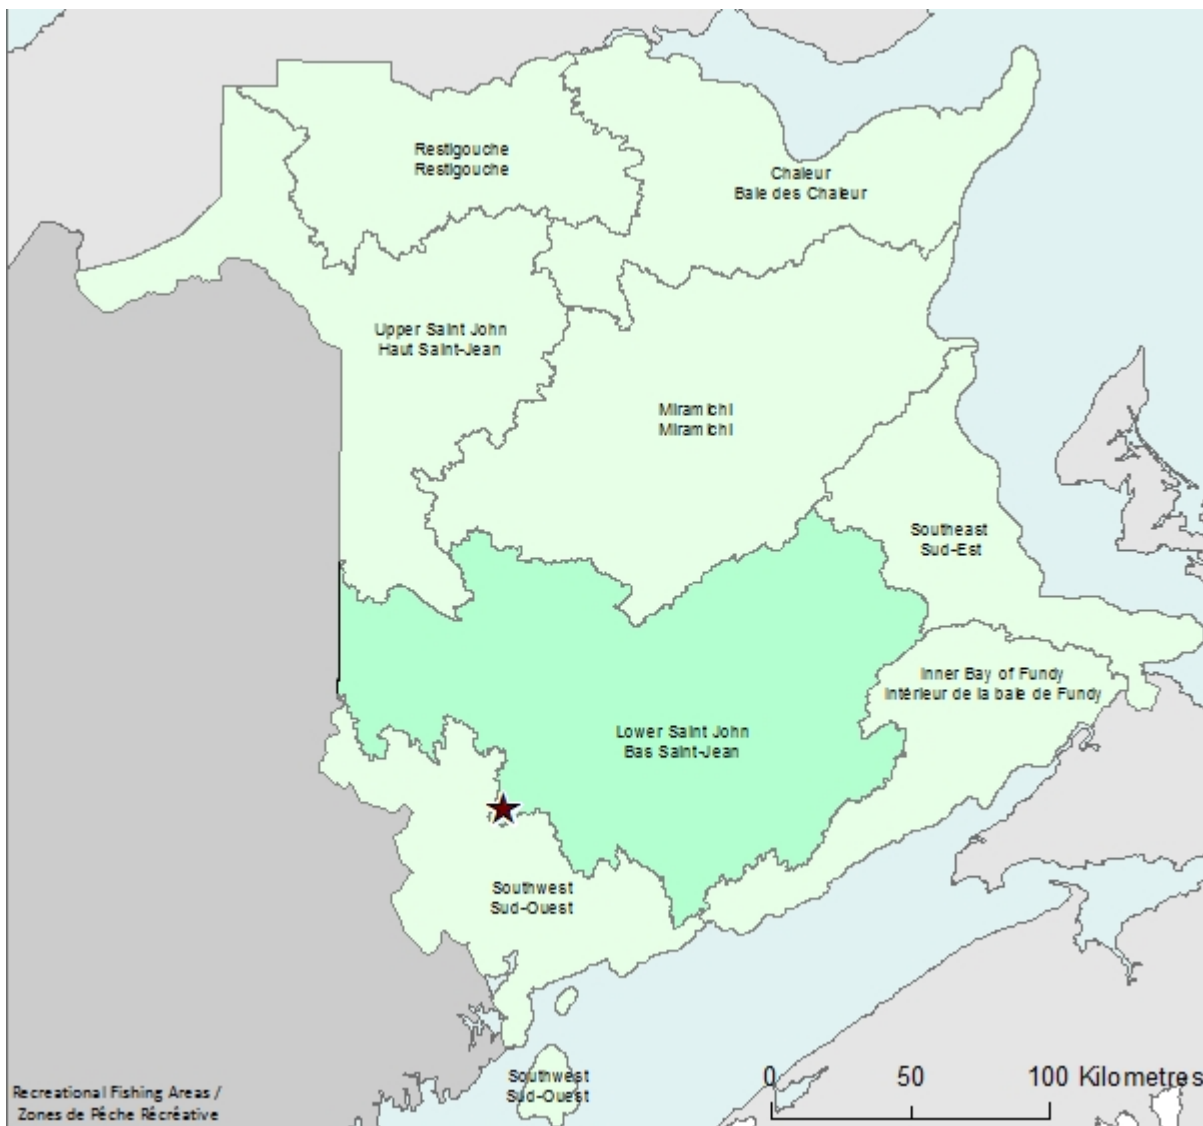 Restigouche
Restigouche
Chaleur
Baie des Chaleur
Upper Saint John
Haut Saint-Jean
Miramichi
Miramichi
Southeast
Sud-Est
Inner Bay of Fundy
Intérieur de la baie de Fundy
Lower Saint John
Bas Saint-Jean
Southwest
Sud-Ouest
Southwest
Sud-Ouest
0 50 100 Kilometres
Recreational Fishing Areas /
Zones de Pêche Récréative